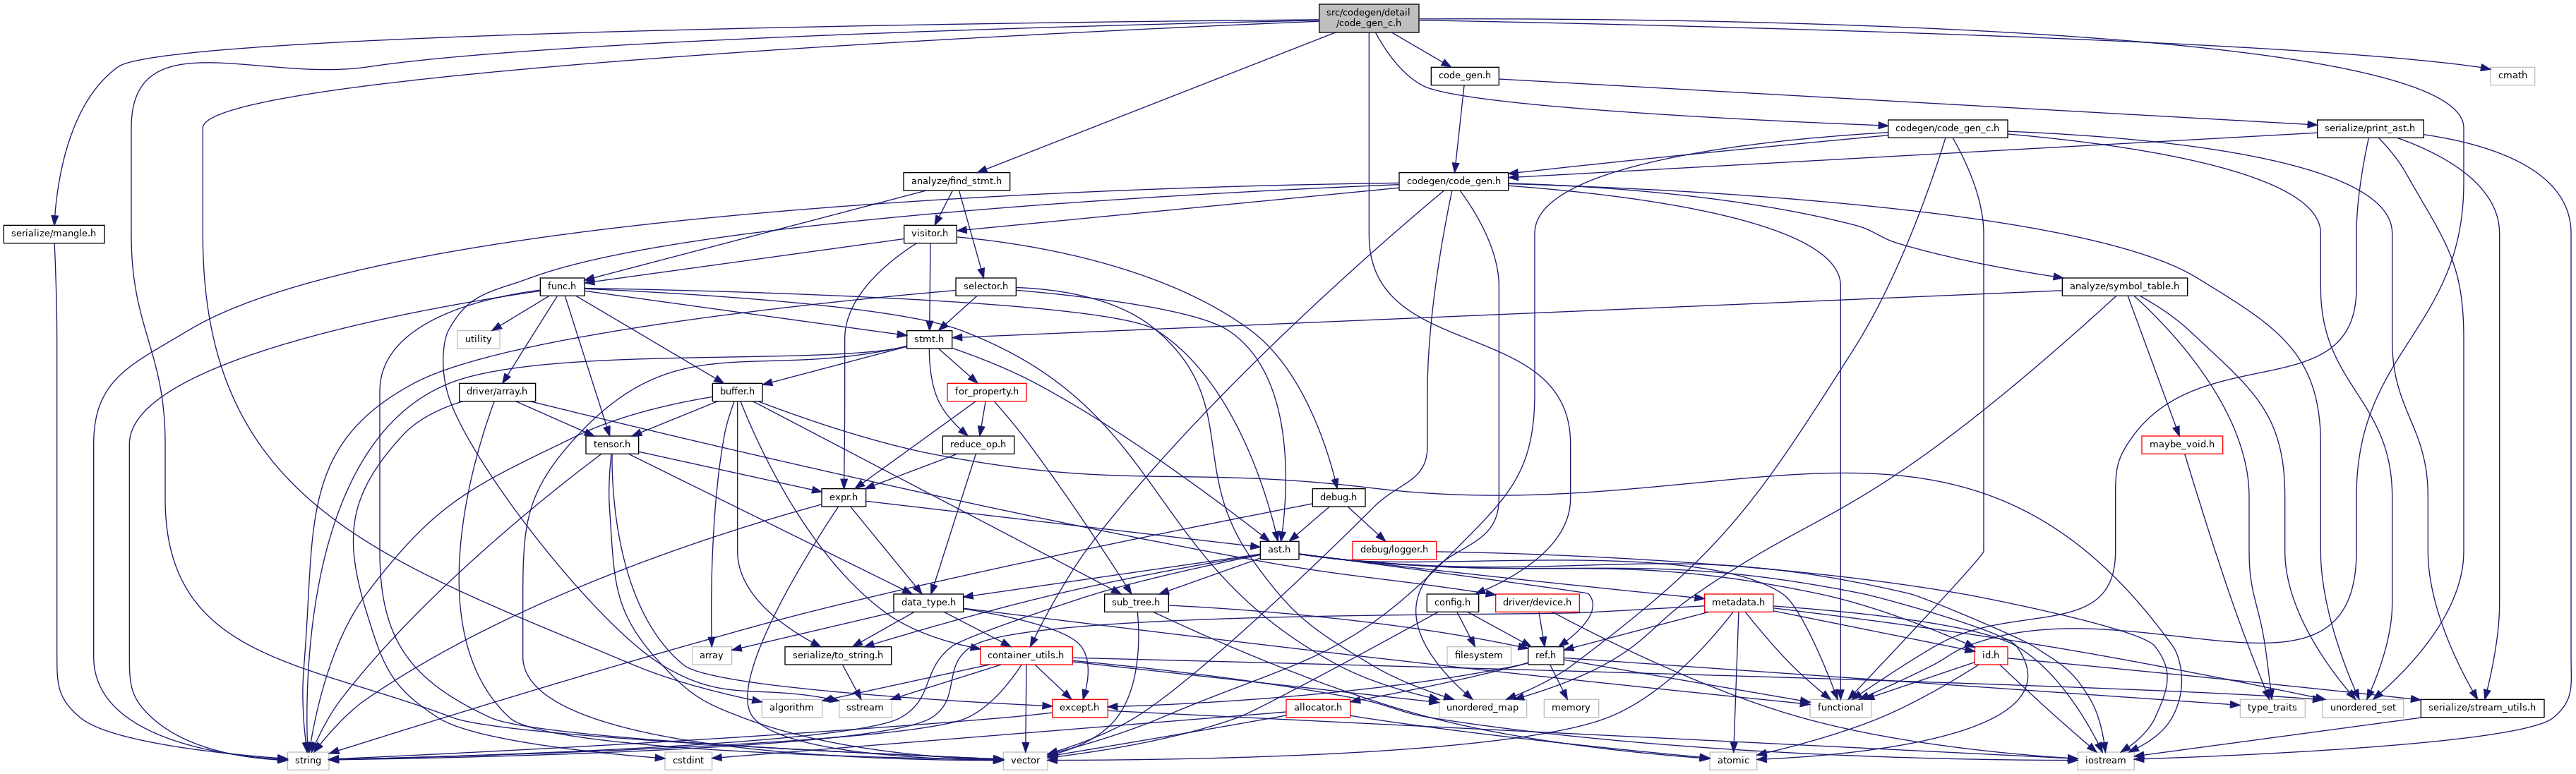 src/codegen/detail
/code_gen_c.h
code_gen.h
cmath
codegen/code_gen_c.h
serialize/print_ast.h
analyze/find_stmt.h
codegen/code_gen.h
serialize/mangle.h
visitor.h
func.h
selector.h
analyze/symbol_table.h
utility
stmt.h
driver/array.h
buffer.h
for_property.h
tensor.h
reduce_op.h
maybe_void.h
expr.h
debug.h
ast.h
debug/logger.h
data_type.h
sub_tree.h
config.h
driver/device.h
metadata.h
array
serialize/to_string.h
container_utils.h
filesystem
ref.h
id.h
algorithm
sstream
except.h
unordered_map
allocator.h
memory
functional
type_traits
unordered_set
serialize/stream_utils.h
string
cstdint
vector
atomic
iostream